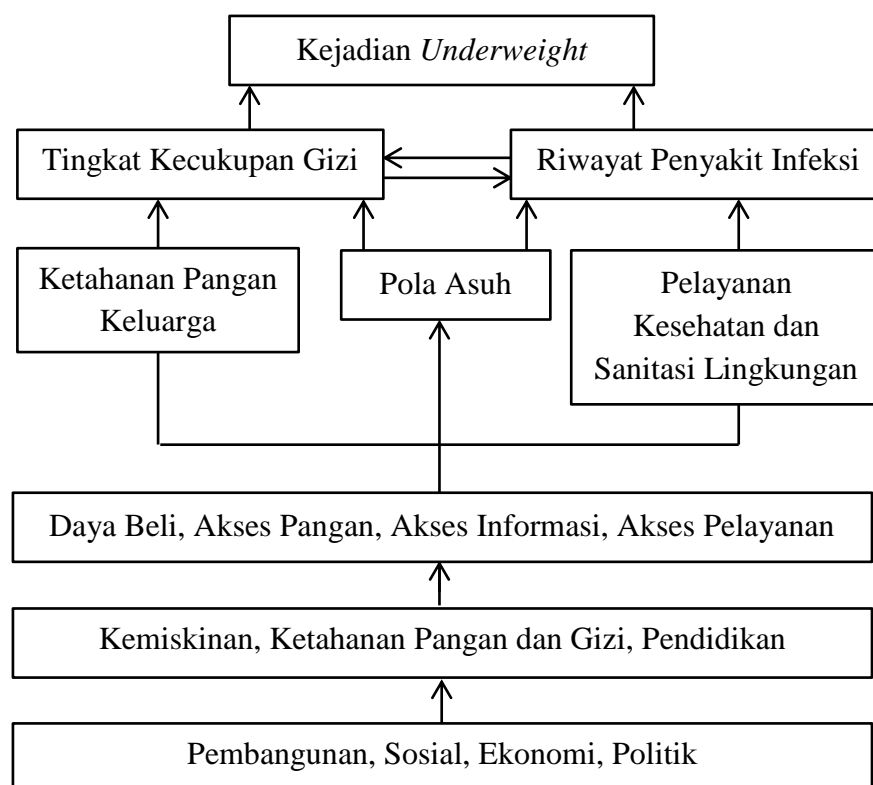 Kejadian Underweight
Tingkat Kecukupan Gizi
Riwayat Penyakit Infeksi
Ketahanan Pangan
Keluarga
Pola Asuh
Pelayanan
Kesehatan dan
Sanitasi Lingkungan
Daya Beli, Akses Pangan, Akses Informasi, Akses Pelayanan
Kemiskinan, Ketahanan Pangan dan Gizi, Pendidikan
Pembangunan, Sosial, Ekonomi, Politik